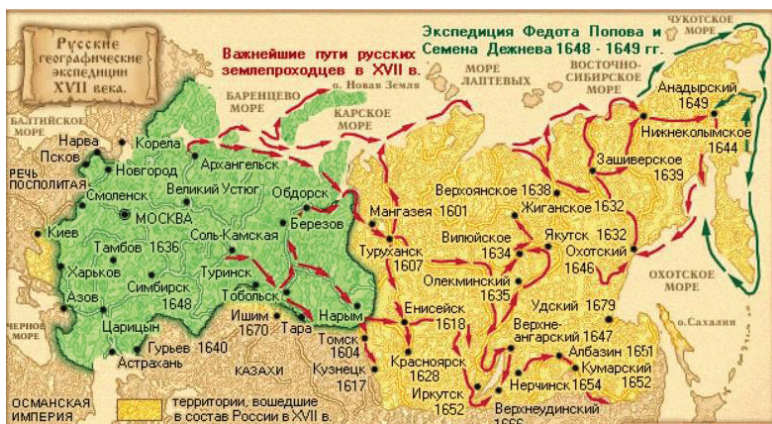 Русские
географические
экспедиции
XVII века.
Важнейшие пути русских
землепроходцев в XVII в.
Экспедиция Федота Попова и
Семена Дежнева 1648 - 1649 гг.
ЧУКОТСКОЕ
МОРЕ
БАРЕНЦЕВО
МОРЕ
о. Новая Земля
КАРСКОЕ
МОРЕ
МОРЕ
ЛАПТЕВЫХ
ВОСТОЧНО-
СИБИРСКОЕ
МОРЕ
Анадырский
1649
Нижнеколымское
1644
БАЛТИЙСКОЕ
МОРЕ
Нарва
Корела
Псков
Новгород
Архангельск
РЕЧЬ
ПОСПОЛИТАЯ
Смоленск
Великий Устюг
Обдорск
МОСКВА
Березов
Киев
Соль-Камская
Тамбов 1636
Харьков
Туринск
Симбирск
1648
Тобольск
Азов
Царицын
Ишим
1670
Тара
Нарым
ЧЕРНОЕ
МОРЕ
Гурьев 1640
Астрахань
КАЗАХИ
Томск
1604
Кузнецк
1617
Мангазея 1601
Туруханск
1607
Енисейск
1618
Красноярск
1628
Верхоянское 1638
Жиганское 1632
Зашиверское
1639
Вилюйское
1634
Якутск 1632
Охотский
1646
Олекминский
1635
ОХОТСКОЕ
МОРЕ
Удский 1679
о.Сахалин
Верхне-
ангарский 1647
Албазин 1651
Кумарский
1652
Нерчинск 1654
Иркутск
1652
Верхнеудинский
1666
ОСМАНСКАЯ
ИМПЕРИЯ
территории, вошедшие
в состав России в XVII в.